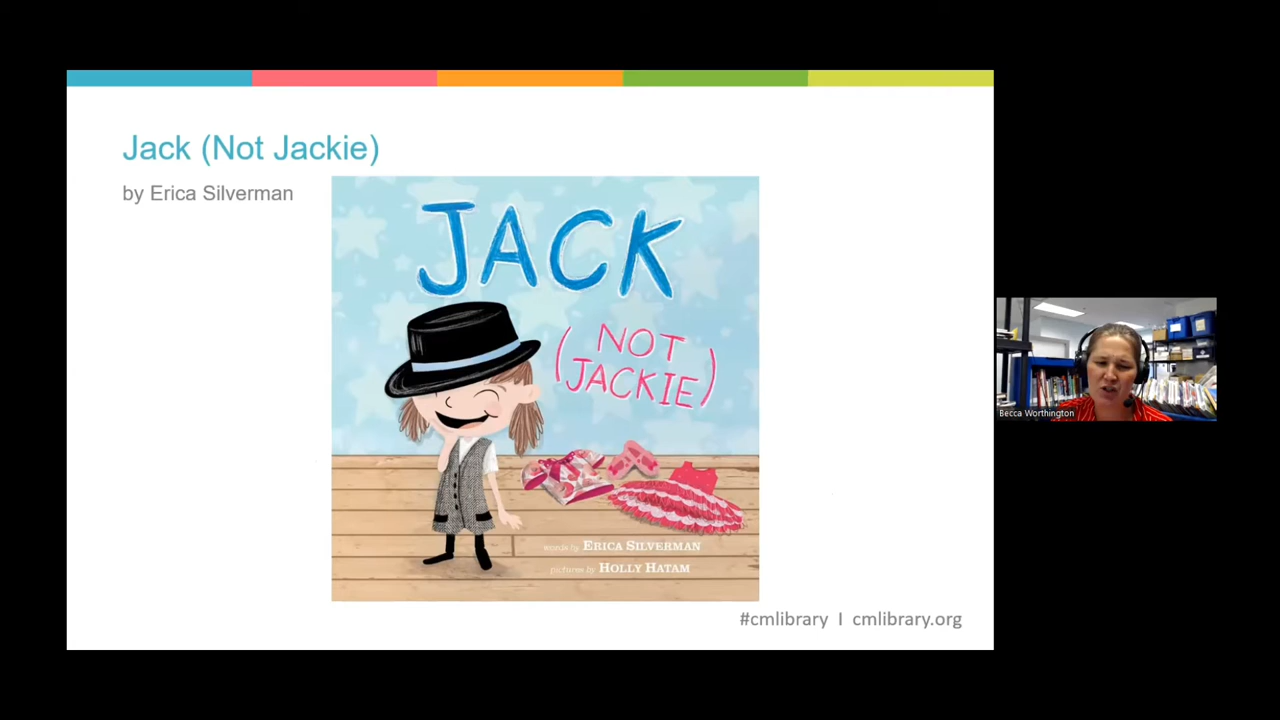 Jack (Not Jackie)
by Erica Silverman
JACK
(NOT
JACKIE)
words by ERICA SILVERMAN
pictures by HOLLY HATAM
#cmlibrary I cmlibrary.org
Becca Worthington